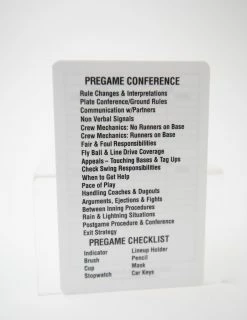 PREGAME CONFERENCE
Rule Changes & Interpretations
Plate Conference/Ground Rules
Communication w/Partners
Non Verbal Signals
Crew Mechanics: No Runners on Base
Crew Mechanics: Runners on Base
Fair & Foul Responsibilities
Fly Ball & Line Drive Coverage
Appeals – Touching Bases & Tag Ups
Check Swing Responsibilities
When to Get Help
Pace of Play
Handling Coaches & Dugouts
Arguments, Ejections & Fights
Between Inning Procedures
Rain & Lightning Situations
Postgame Procedure & Conference
Exit Strategy
PREGAME CHECKLIST
Indicator Lineup Holder
Brush Pencil
Cup Mask
Stopwatch Car Keys